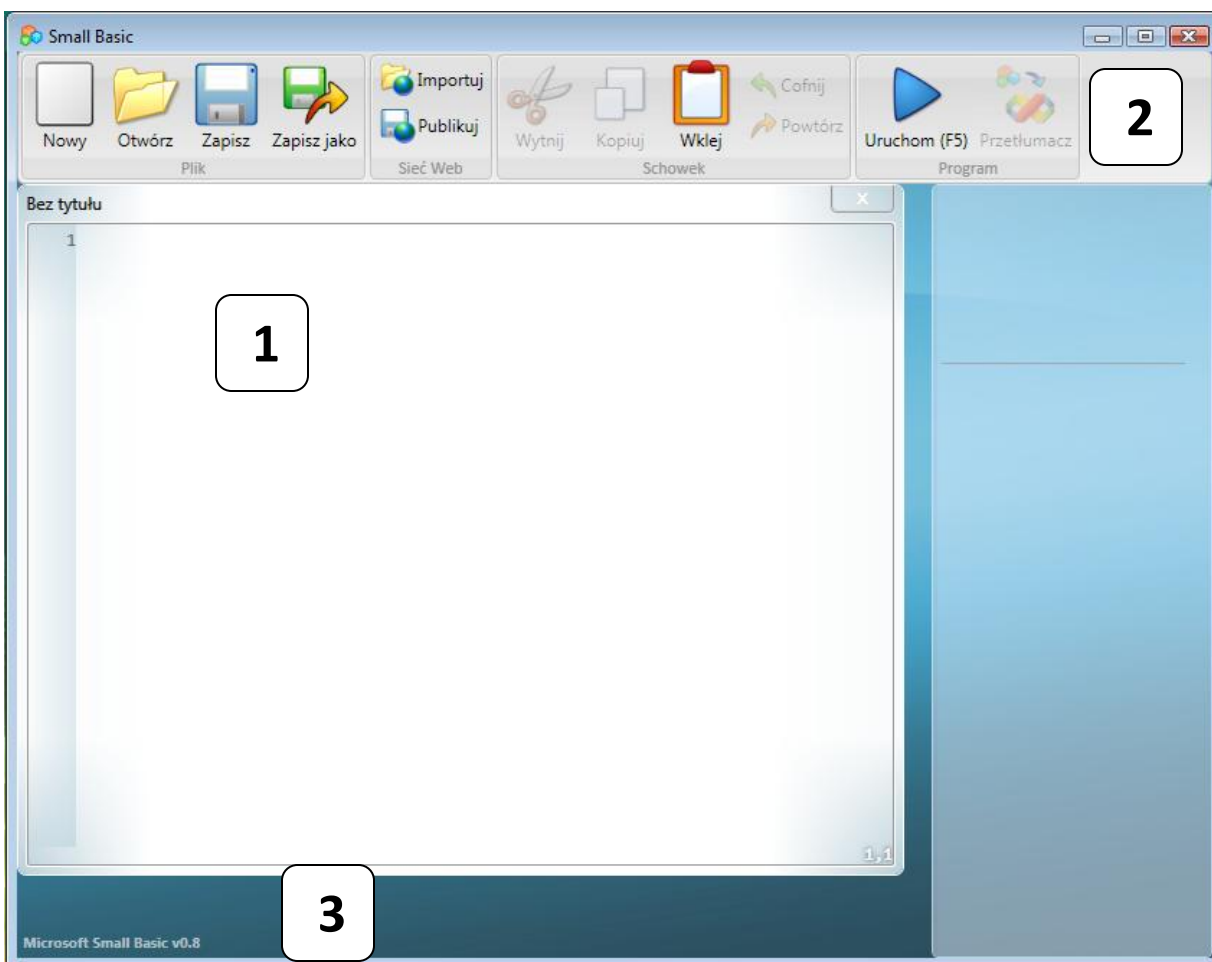 Small Basic
Nowy Otwórz Zapisz Zapisz jako
Plik
Importuj
Publikuj
Sieć Web
Wytnij Kopiuj Wklej
Cofnij
Powtórz
Schowek
Uruchom (F5) Przetłumacz
Program
2
Bez tytułu
X
1
1
1,1
3
Microsoft Small Basic v0.8